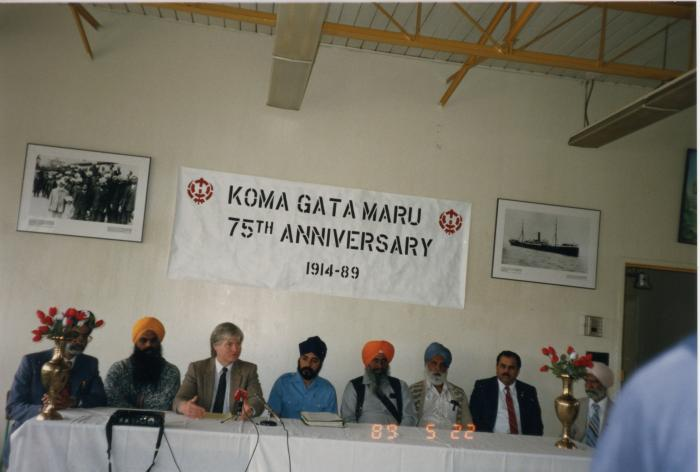 KOMA GATA MARU
75TH ANNIVERSARY
1914-89
89 5 22